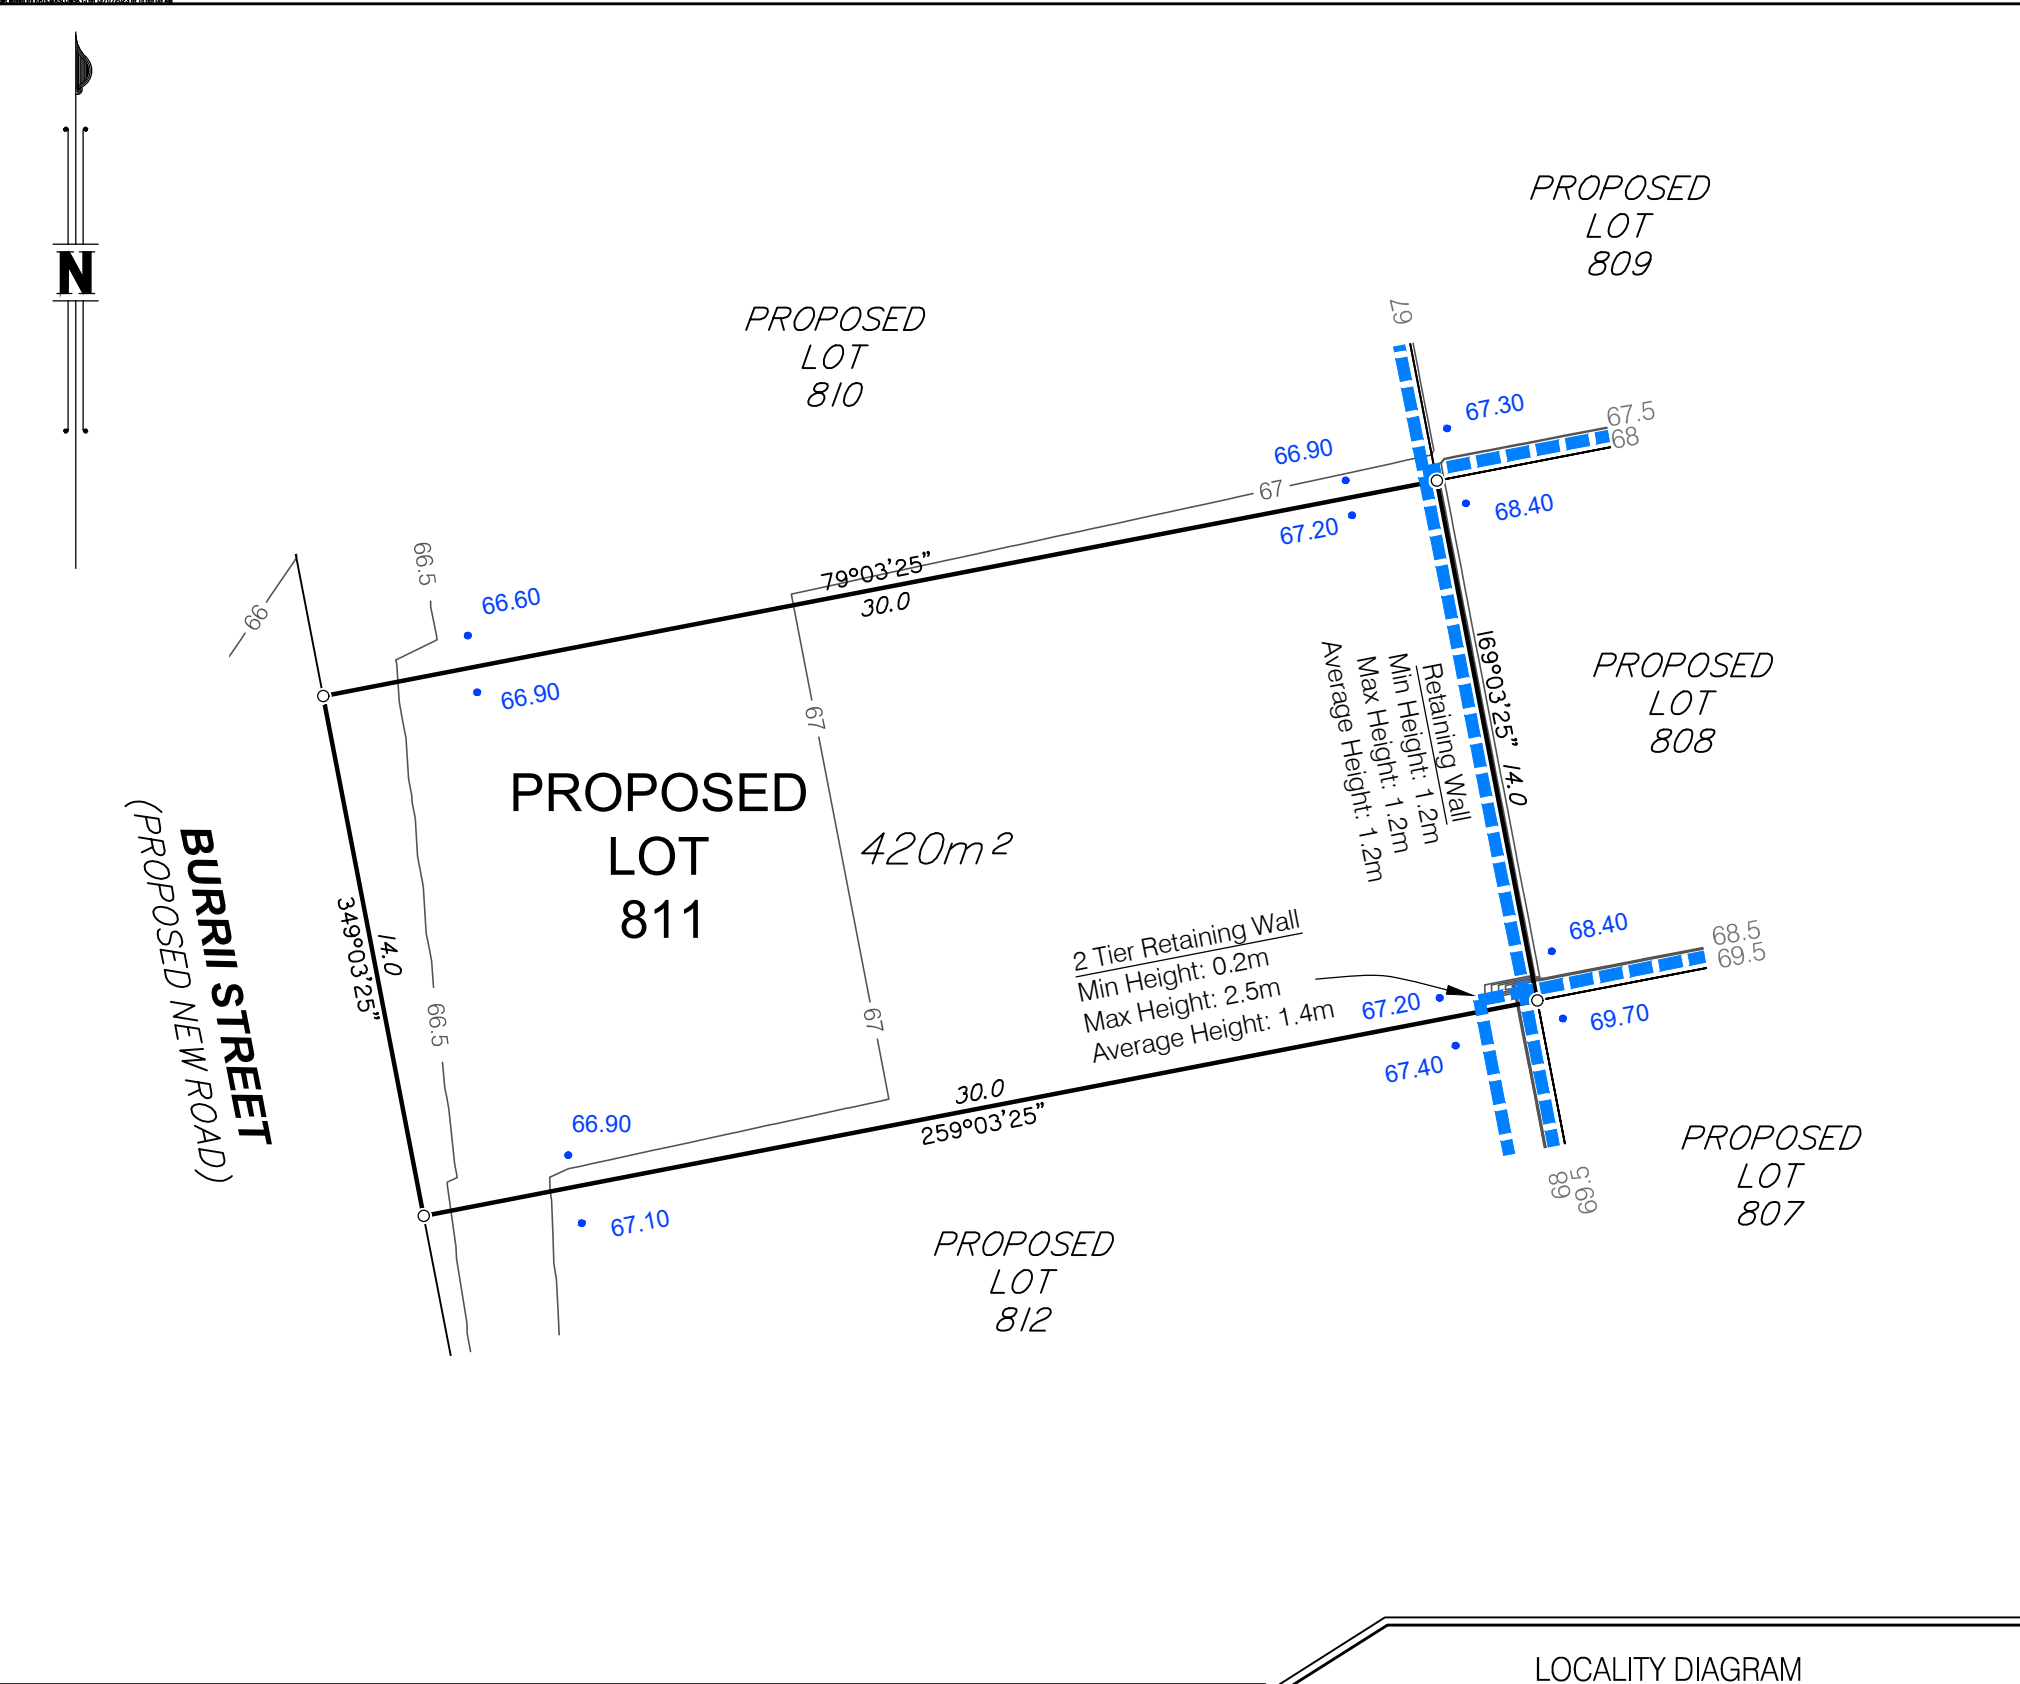 N
PROPOSED
LOT
809
PROPOSED
LOT
810
67
67.30
67.5
68
66.90
67
68.40
67.20
79°03'25"
30.0
66.5
66.60
66
66.90
67
169°03'25" 14.0
Retaining Wall
Min Height: 1.2m
Max Height: 1.2m
Average Height: 1.2m
PROPOSED
LOT
808
PROPOSED
LOT
811
420m²
BURRII STREET
(PROPOSED NEW ROAD)
14.0
349°03'25"
2 Tier Retaining Wall
Min Height: 0.2m
Max Height: 2.5m
Average Height: 1.4m
68.40
68.5
69.5
67.20
69.70
66.5
67
67.40
30.0
259°03'25"
66.90
67.10
68
69.5
PROPOSED
LOT
807
PROPOSED
LOT
812
LOCALITY DIAGRAM